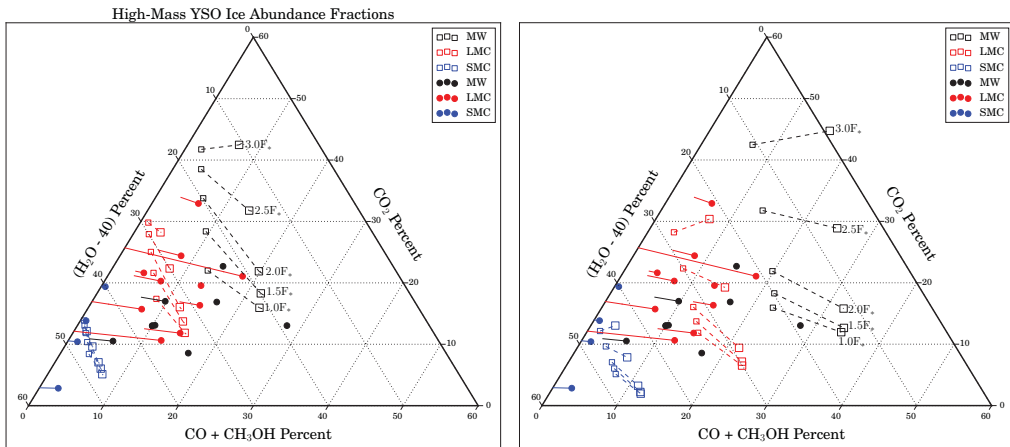 High-Mass YSO Ice Abundance Fractions
MW
LMC
SMC
MW
LMC
SMC
0
60
10
50
20
40
30
30
40
20
50
10
60
0
0
10
20
30
40
50
60
(H₂O - 40) Percent
CO₂ Percent
CO + CH₃OH Percent
3.0F*
2.5F*
2.0F*
1.5F*
1.0F*
MW
LMC
SMC
MW
LMC
SMC
0
60
10
50
20
40
30
30
40
20
50
10
60
0
0
10
20
30
40
50
60
(H₂O - 40) Percent
CO₂ Percent
CO + CH₃OH Percent
3.0F*
2.5F*
2.0F*
1.5F*
1.0F*